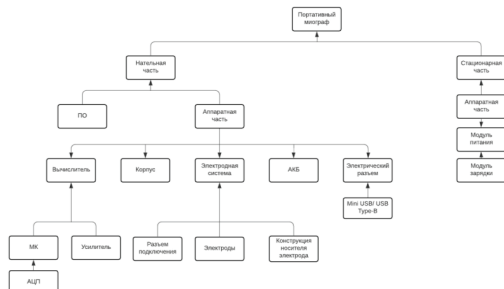 Портативный
миограф
Нательная
часть
Стационарная
часть
ПО
Аппаратная
часть
Аппаратная
часть
Модуль
питания
Вычислитель
Корпус
Электродная
система
АКБ
Электрический
разъем
Модуль
зарядки
Mini USB/ USB
Type-B
МК
Усилитель
Разъем
подключения
Электроды
Конструкция
носителя
электрода
АЦП